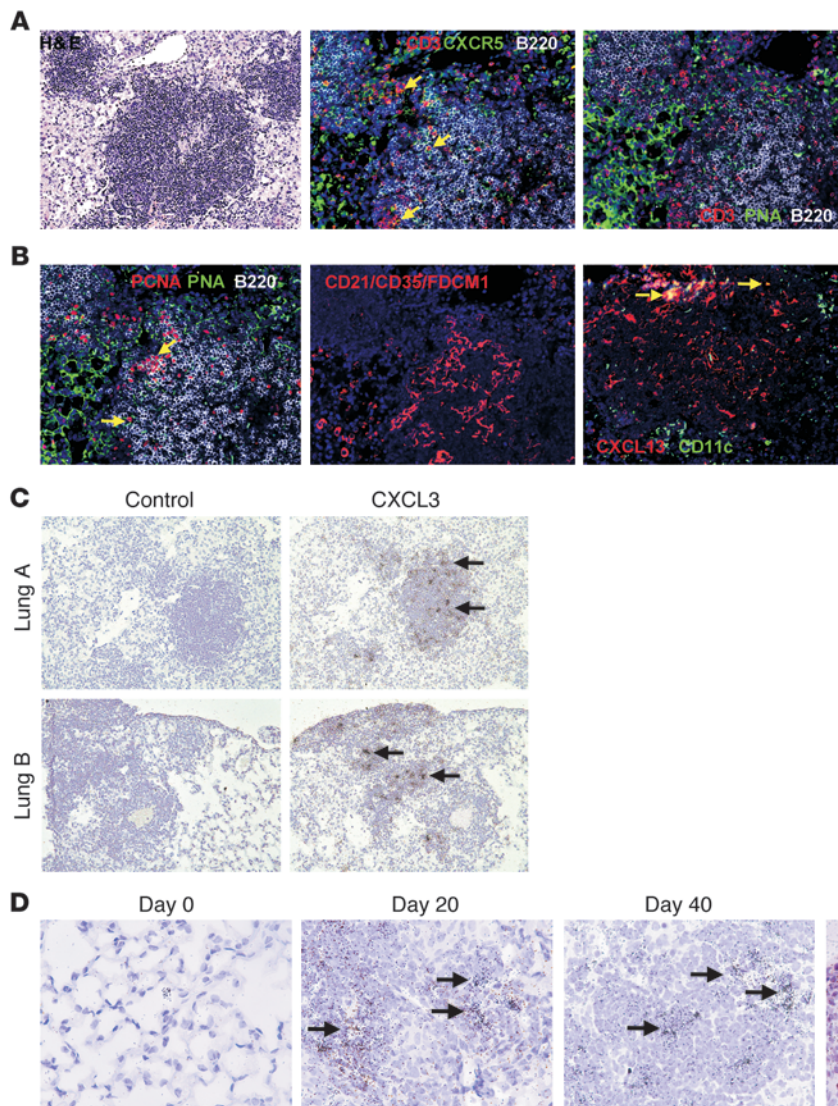 A
H&E
CD3 CXCR5 B220
CD3 PNA B220
B
PCNA PNA B220
CD21/CD35/FDCM1
CXCL13 CD11c
C
Control
CXCL3
Lung A
Lung B
D
Day 0
Day 20
Day 40